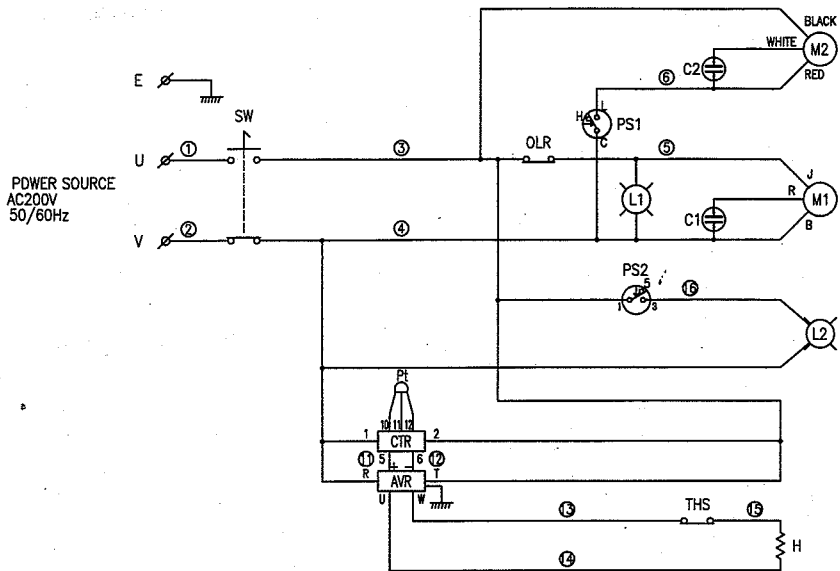 BLACK
WHITE
M2
C2
RED
⑥
E
SW
H
L
PS1
C
OLR
①
③
⑤
U
POWER SOURCE
AC200V
50/60Hz
J
R
M1
L1
C1
B
②
④
V
PS2
5
⑯
1
3
L2
Pt
10 11 12
1
CTR
2
⑪
5
+
-
6
⑫
R
AVR
T
U
W
⑬
THS
⑮
H
⑭